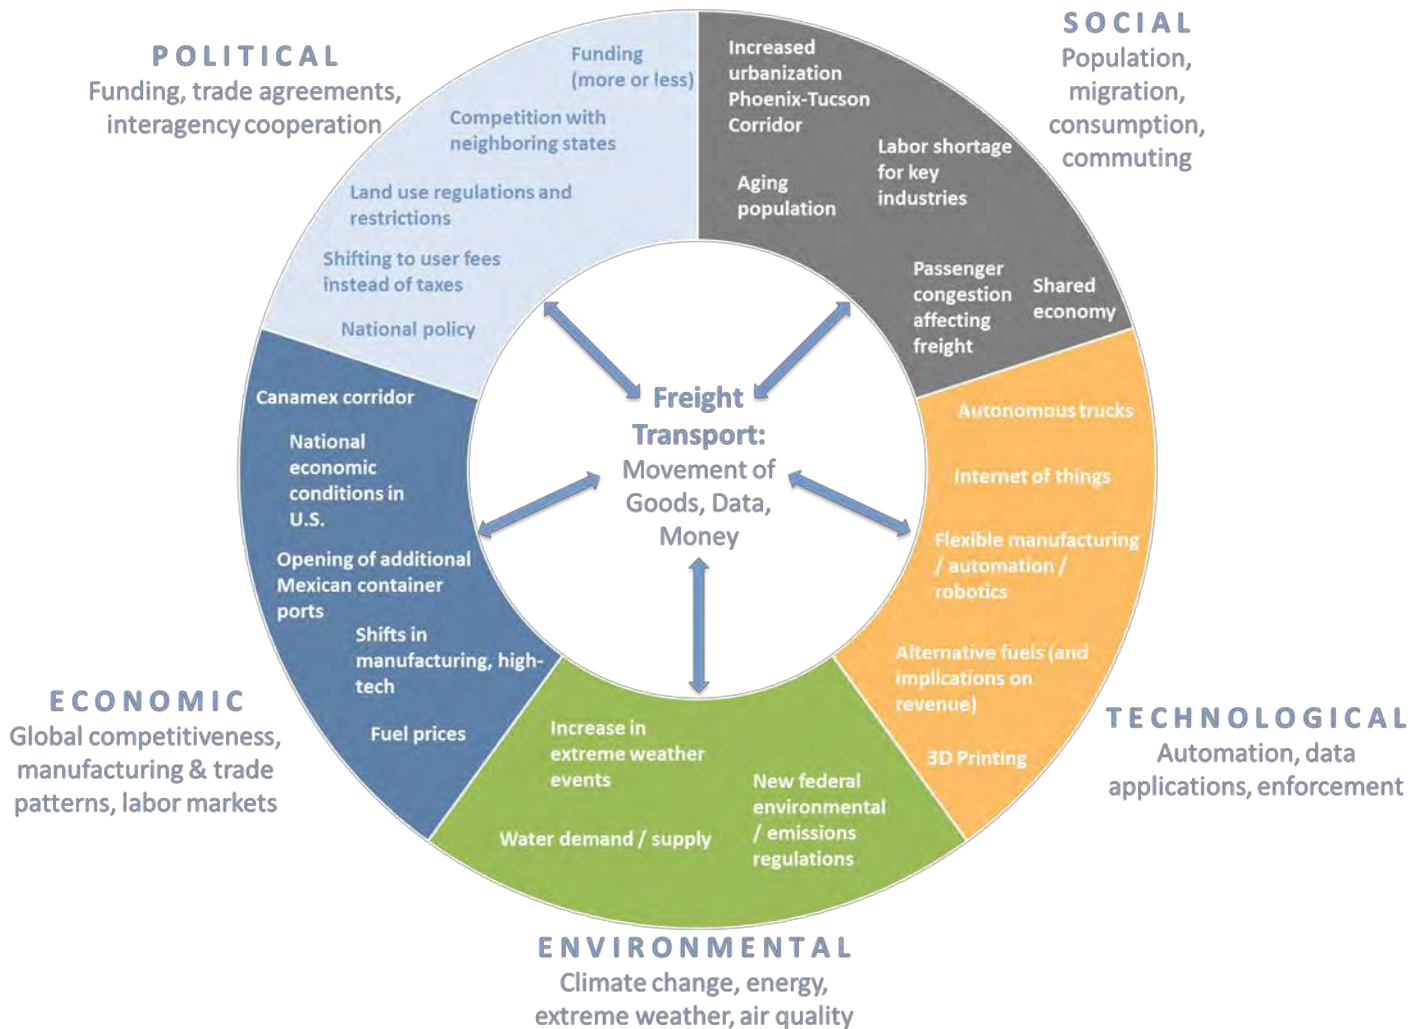 POLITICAL
Funding, trade agreements,
interagency cooperation
SOCIAL
Population,
migration,
consumption,
commuting
Funding
(more or less)
Competition with
neighboring states
Land use regulations and
restrictions
Shifting to user fees
instead of taxes
National policy
Increased
urbanization
Phoenix-Tucson
Corridor
Labor shortage
for key
industries
Aging
population
Passenger
congestion
affecting
freight
Shared
economy
Freight
Transport:
Movement of
Goods, Data,
Money
Canamex corridor
National
economic
conditions in
U.S.
Opening of additional
Mexican container
ports
Shifts in
manufacturing, high-
tech
Fuel prices
Autonomous trucks
Internet of things
Flexible manufacturing
/ automation /
robotics
Alternative fuels (and
implications on
revenue)
3D Printing
ECONOMIC
Global competitiveness,
manufacturing & trade
patterns, labor markets
TECHNOLOGICAL
Automation, data
applications, enforcement
Increase in
extreme weather
events
Water demand / supply
New federal
environmental
/ emissions
regulations
ENVIRONMENTAL
Climate change, energy,
extreme weather, air quality